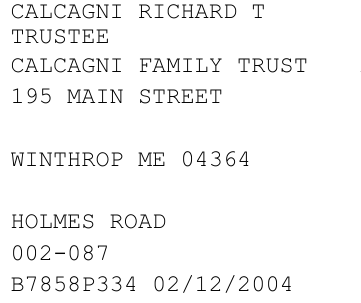 CALCAGNI RICHARD T
TRUSTEE
CALCAGNI FAMILY TRUST
195 MAIN STREET
WINTHROP ME 04364
HOLMES ROAD
002-087
B7858P334 02/12/2004